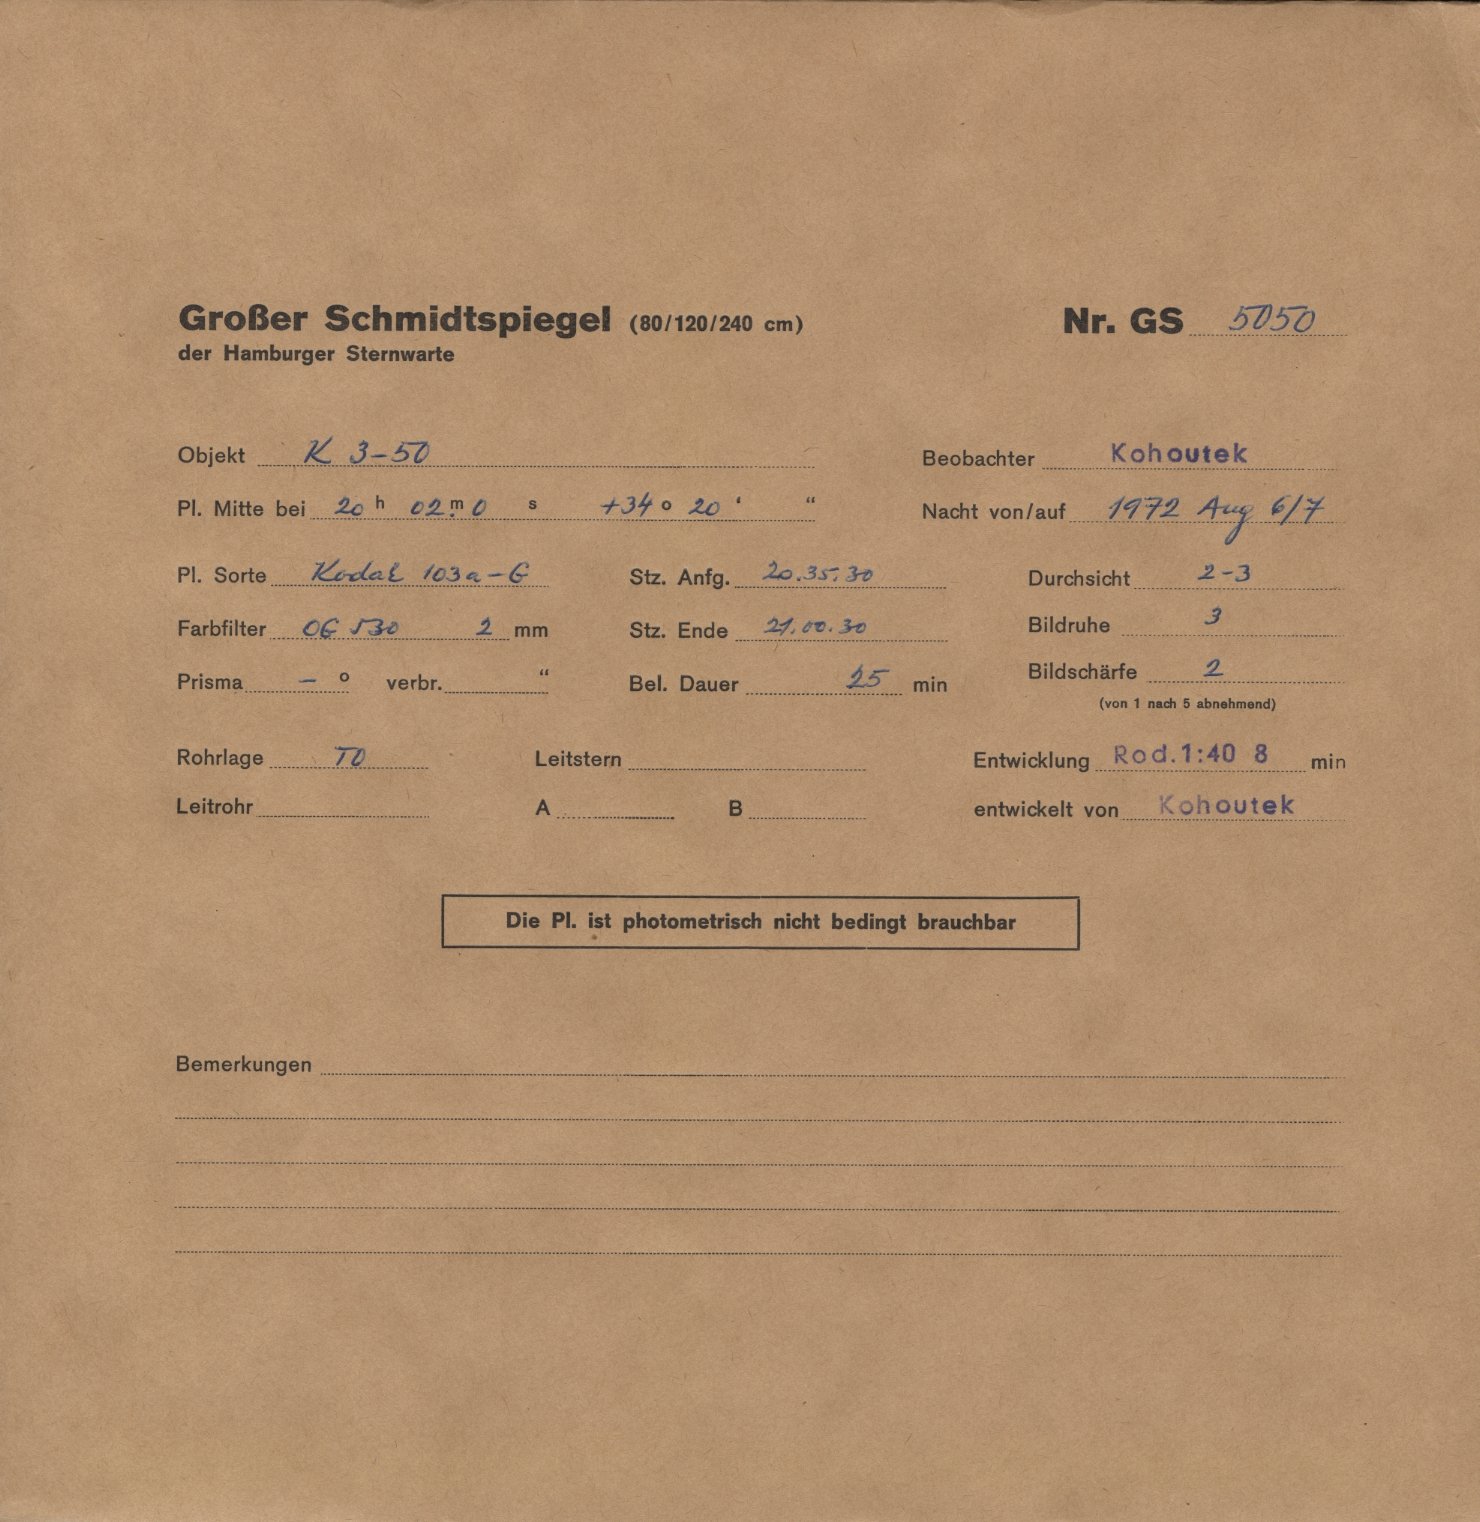 Großer Schmidtspiegel (80/120/240 cm) Nr. GS 5050
der Hamburger Sternwarte
Objekt K 3-50 Beobachter Kohoutek
Pl. Mitte bei 20 h 02 m. 0 s +34 o 20 ‘ “ Nacht von/auf 1972 Aug 6/7
Pl. Sorte Kodak 103a-G Stz. Anfg. 20.35.30 Durchsicht 2-3
Farbfilter OG 530 2 mm Stz. Ende 21.00.30 Bildruhe 3
Prisma – o verbr. “ Bel. Dauer 25 min Bildschärfe 2
(von 1 nach 5 abnehmend)
Rohrlage TO Leitstern Entwicklung Rod.1:40 8 min
Leitrohr A B entwickelt von Kohoutek
Die Pl. ist photometrisch nicht bedingt brauchbar
Bemerkungen